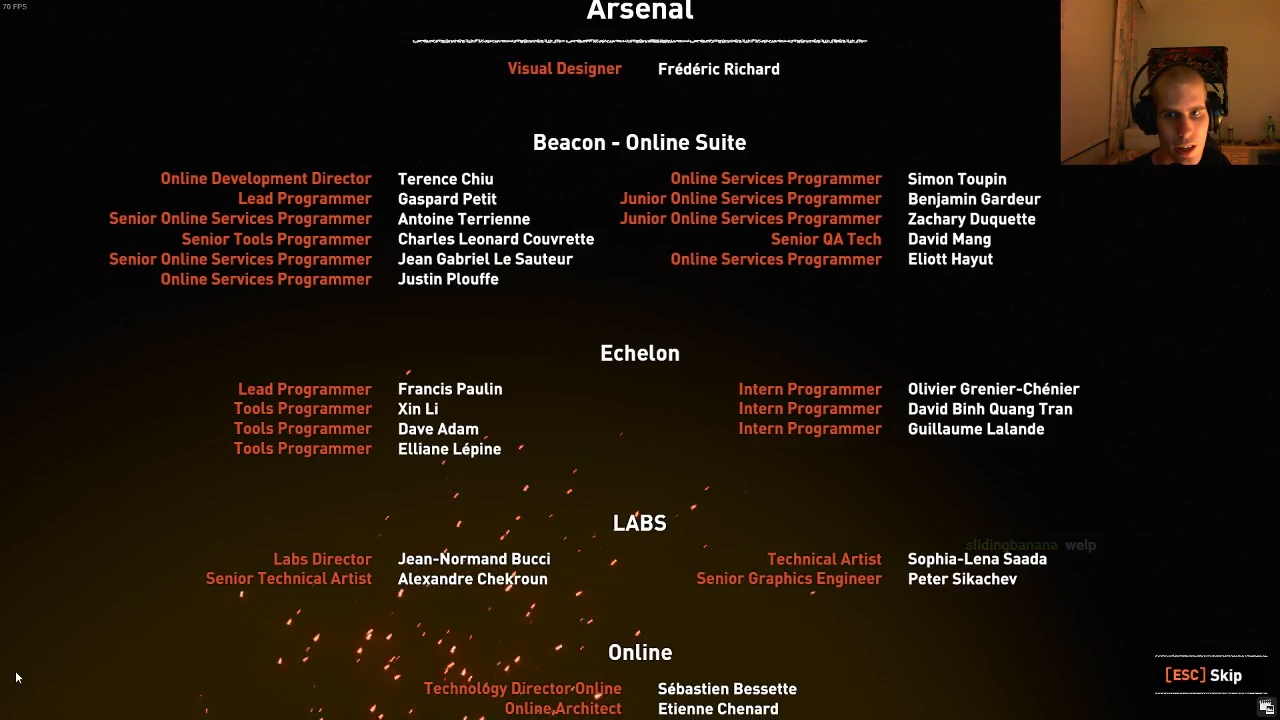 70 FPS
Arsenal
Visual Designer Frédéric Richard
Beacon - Online Suite
Online Development Director Terence Chiu Online Services Programmer Simon Toupin
Lead Programmer Gaspard Petit Junior Online Services Programmer Benjamin Gardeur
Senior Online Services Programmer Antoine Terrienne Junior Online Services Programmer Zachary Duquette
Senior Tools Programmer Charles Leonard Couvrette Senior QA Tech David Mang
Senior Online Services Programmer Jean Gabriel Le Sauteur Online Services Programmer Eliott Hayut
Online Services Programmer Justin Plouffe
Echelon
Lead Programmer Francis Paulin Intern Programmer Olivier Grenier-Chénier
Tools Programmer Xin Li Intern Programmer David Binh Quang Tran
Tools Programmer Dave Adam Intern Programmer Guillaume Lalande
Tools Programmer Elliane Lépine
LABS
slidingbanana welp
Labs Director Jean-Normand Bucci Technical Artist Sophia-Lena Saada
Senior Technical Artist Alexandre Chekroun Senior Graphics Engineer Peter Sikachev
Online
[ESC] Skip
Technology Director Online Sébastien Bessette
Online Architect Etienne Chenard